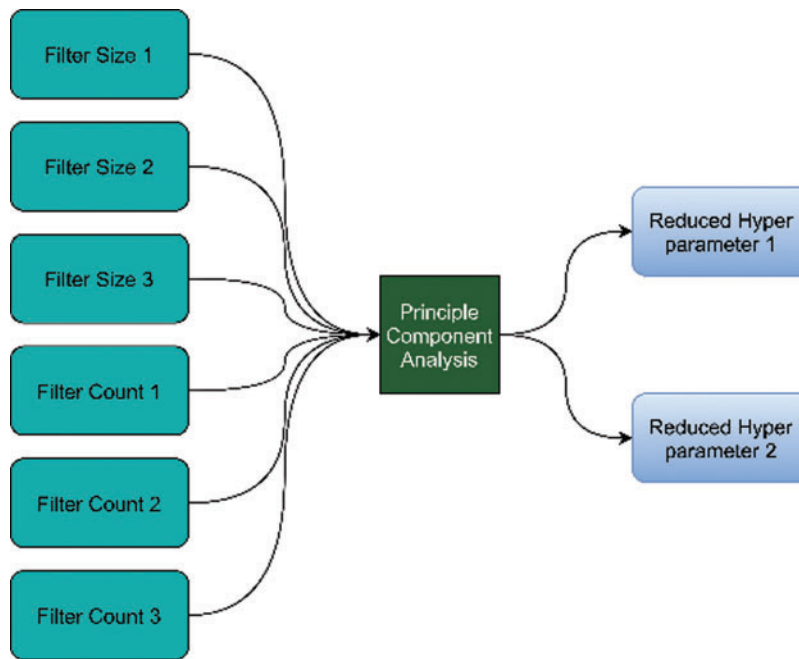 Filter Size 1
Filter Size 2
Filter Size 3
Filter Count 1
Filter Count 2
Filter Count 3
Principle
Component
Analysis
Reduced Hyper
parameter 1
Reduced Hyper
parameter 2